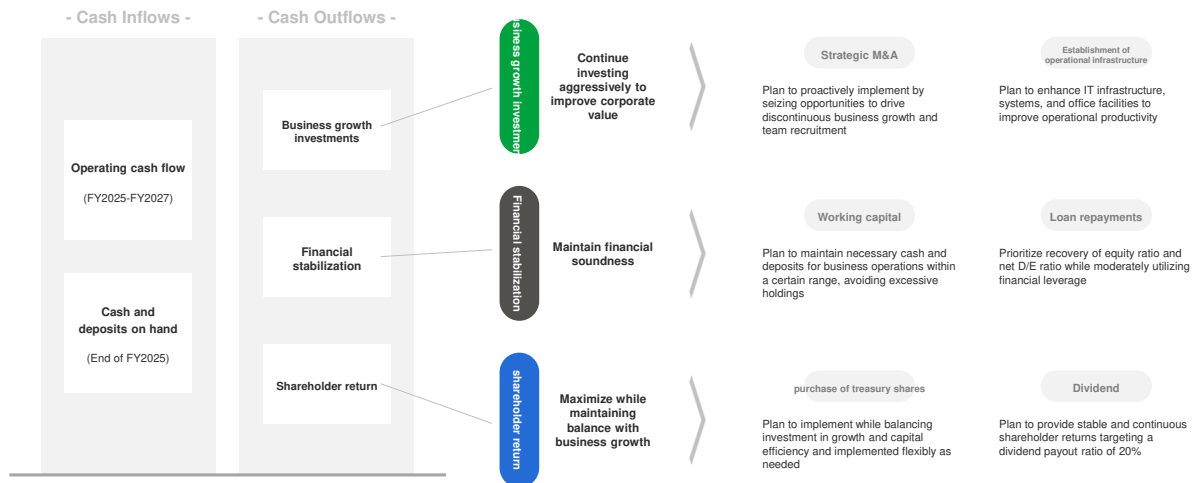 - Cash Inflows -
Operating cash flow
(FY2025-FY2027)
Cash and
deposits on hand
(End of FY2025)
- Cash Outflows -
Business growth
investments
Financial
stabilization
Shareholder return
siness growth investmen
Continue
investing
aggressively to
improve corporate
value
Strategic M&A
Plan to proactively implement by
seizing opportunities to drive
discontinuous business growth and
team recruitment
Establishment of
operational infrastructure
Plan to enhance IT infrastructure,
systems, and office facilities to
improve operational productivity
Financial stabilization
Maintain financial
soundness
Working capital
Plan to maintain necessary cash and
deposits for business operations within
a certain range, avoiding excessive
holdings
Loan repayments
Prioritize recovery of equity ratio and
net D/E ratio while moderately utilizing
financial leverage
shareholder return
Maximize while
maintaining
balance with
business growth
purchase of treasury shares
Plan to implement while balancing
investment in growth and capital
efficiency and implemented flexibly as
needed
Dividend
Plan to provide stable and continuous
shareholder returns targeting a
dividend payout ratio of 20%